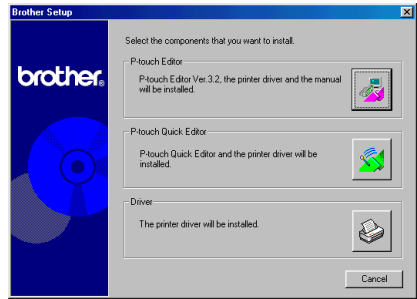 Brother Setup
Select the components that you want to install.
brother®
P-touch Editor
P-touch Editor Ver.3.2, the printer driver and the manual
will be installed.
P-touch Quick Editor
P-touch Quick Editor and the printer driver will be
installed.
Driver
The printer driver will be installed.
Cancel